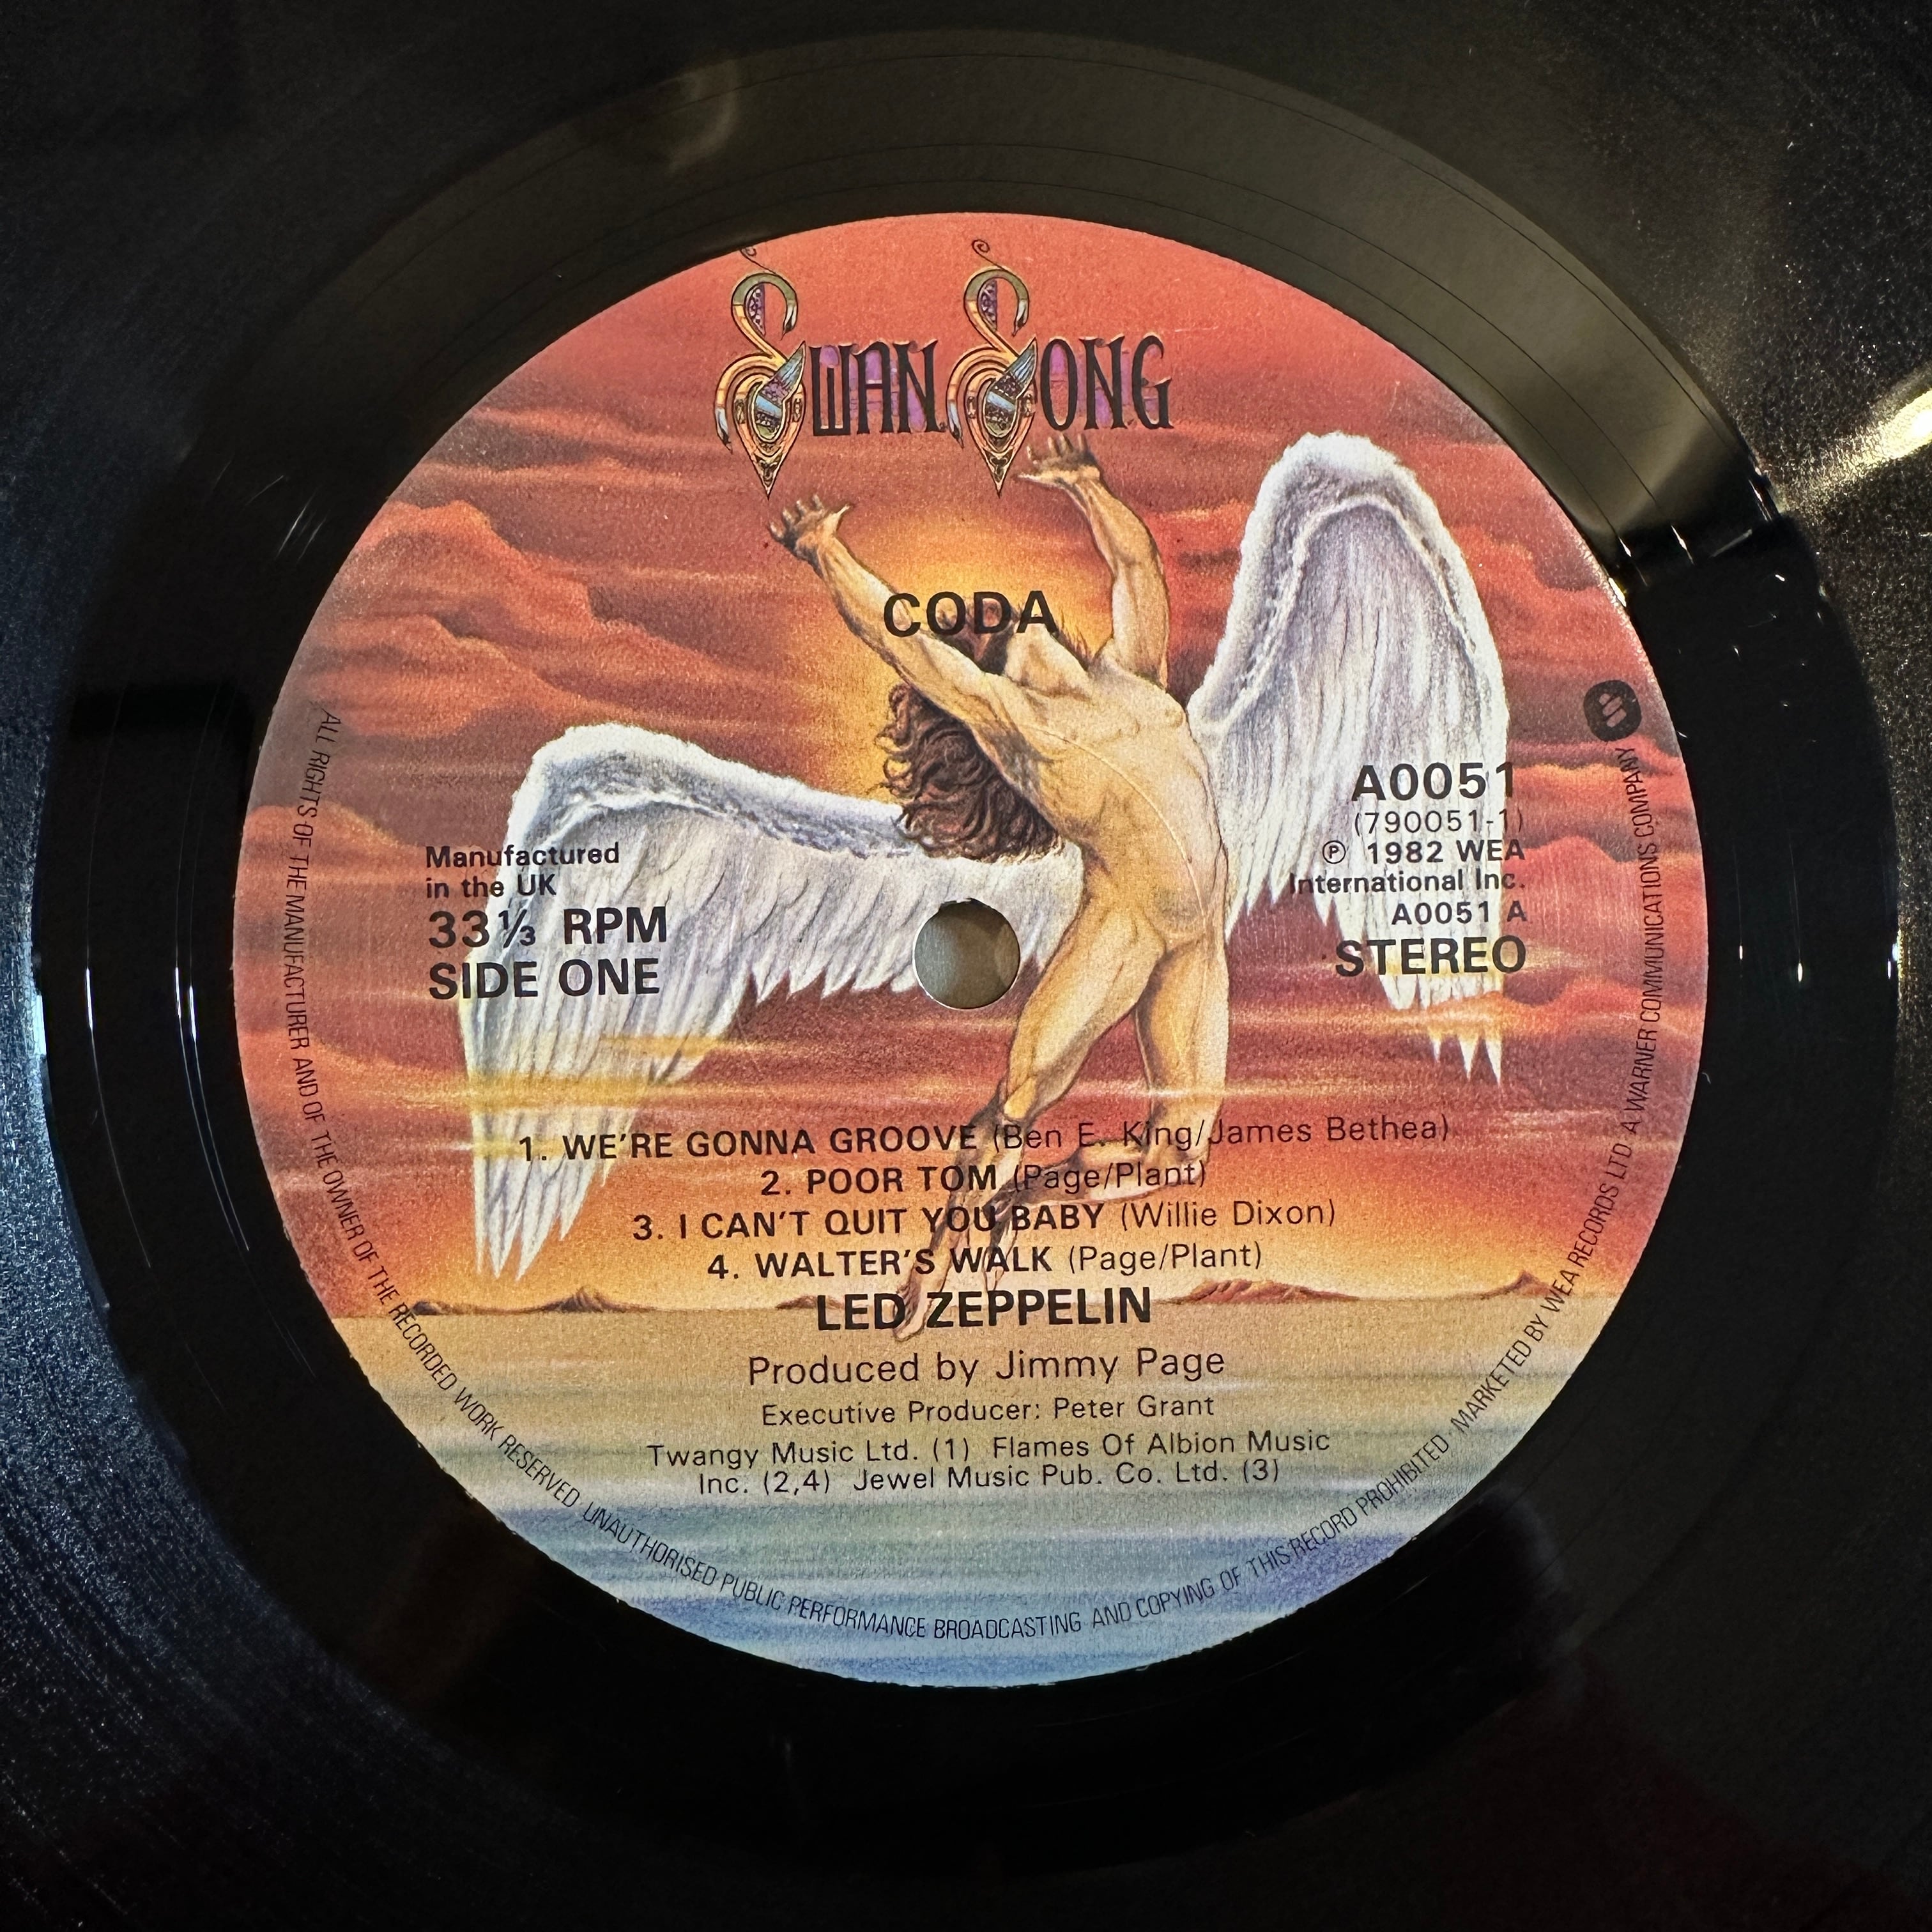 SWAN SONG
CODA
Manufactured
in the UK
33⅓ RPM
SIDE ONE
A0051
(790051-1)
℗ 1982 WEA
International Inc.
A0051 A
STEREO
1. WE'RE GONNA GROOVE (Ben E. King/James Bethea)
2. POOR TOM (Page/Plant)
3. I CAN'T QUIT YOU BABY (Willie Dixon)
4. WALTER'S WALK (Page/Plant)
LED ZEPPELIN
Produced by Jimmy Page
Executive Producer: Peter Grant
Twangy Music Ltd. (1) Flames Of Albion Music
Inc. (2,4) Jewel Music Pub. Co. Ltd. (3)
ALL RIGHTS OF THE MANUFACTURER AND OF THE OWNER OF THE RECORDED WORK RESERVED UNAUTHORISED PUBLIC PERFORMANCE BROADCASTING AND COPYING OF THIS RECORD PROHIBITED MARKETED BY WEA RECORDS LTD A WARNER COMMUNICATIONS COMPANY